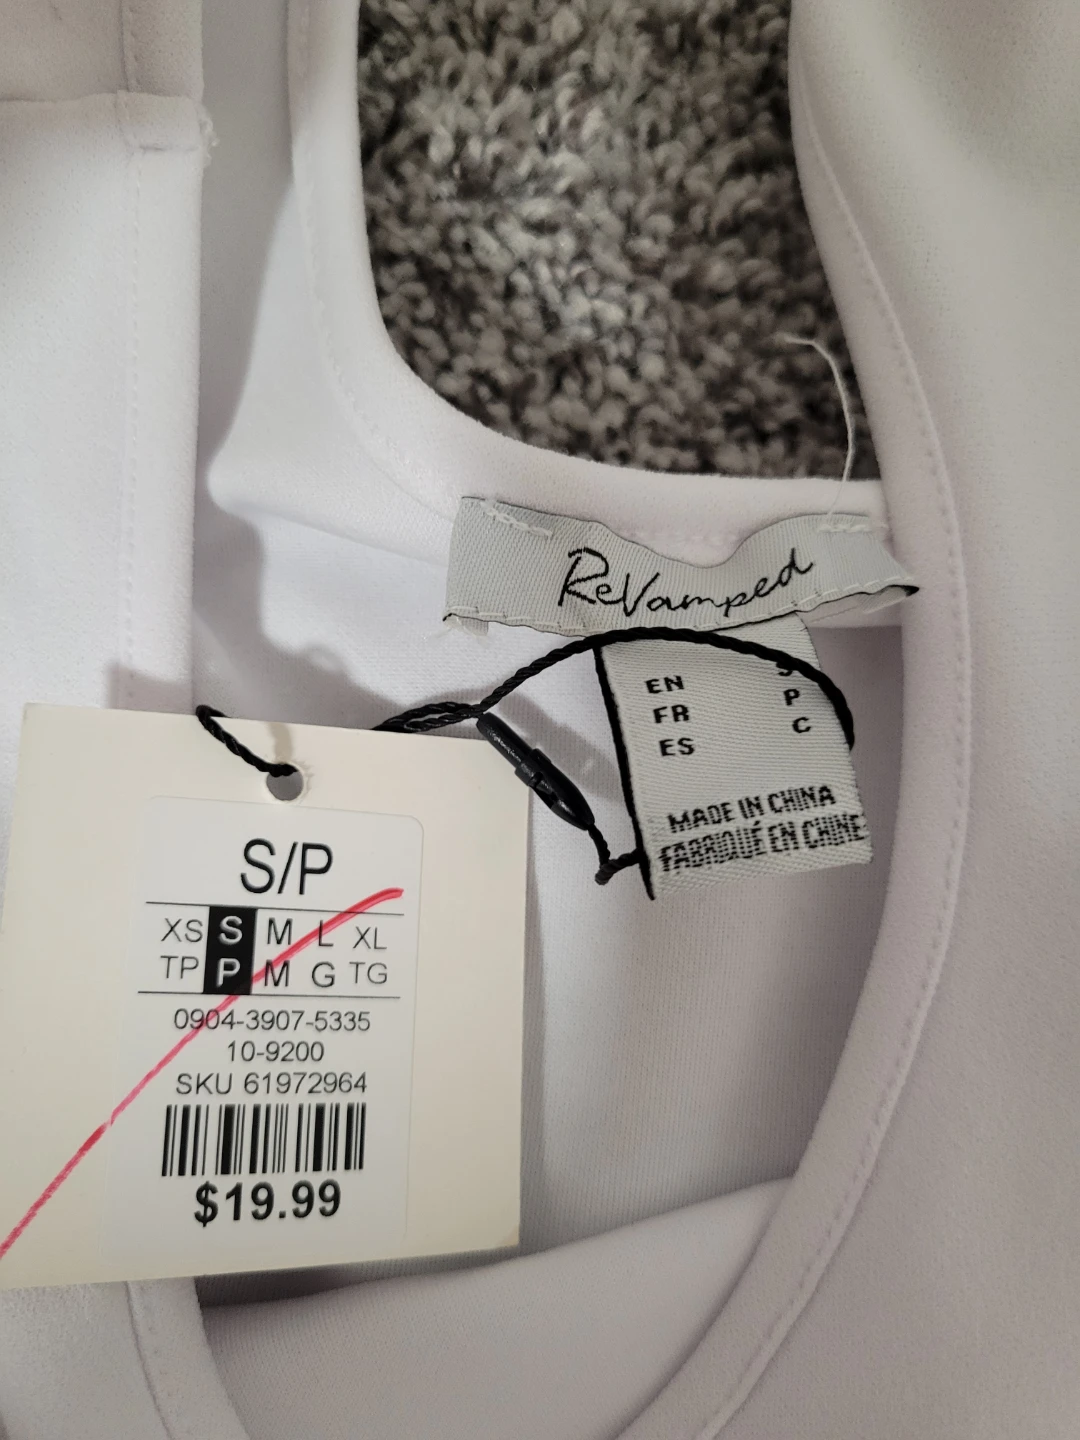 ReVamped
EN S
FR P
ES C
MADE IN CHINA
FABRIQUÉ EN CHINE
S/P
XS S M L XL
TP P M G TG
0904-3907-5335
10-9200
SKU 61972964
$19.99